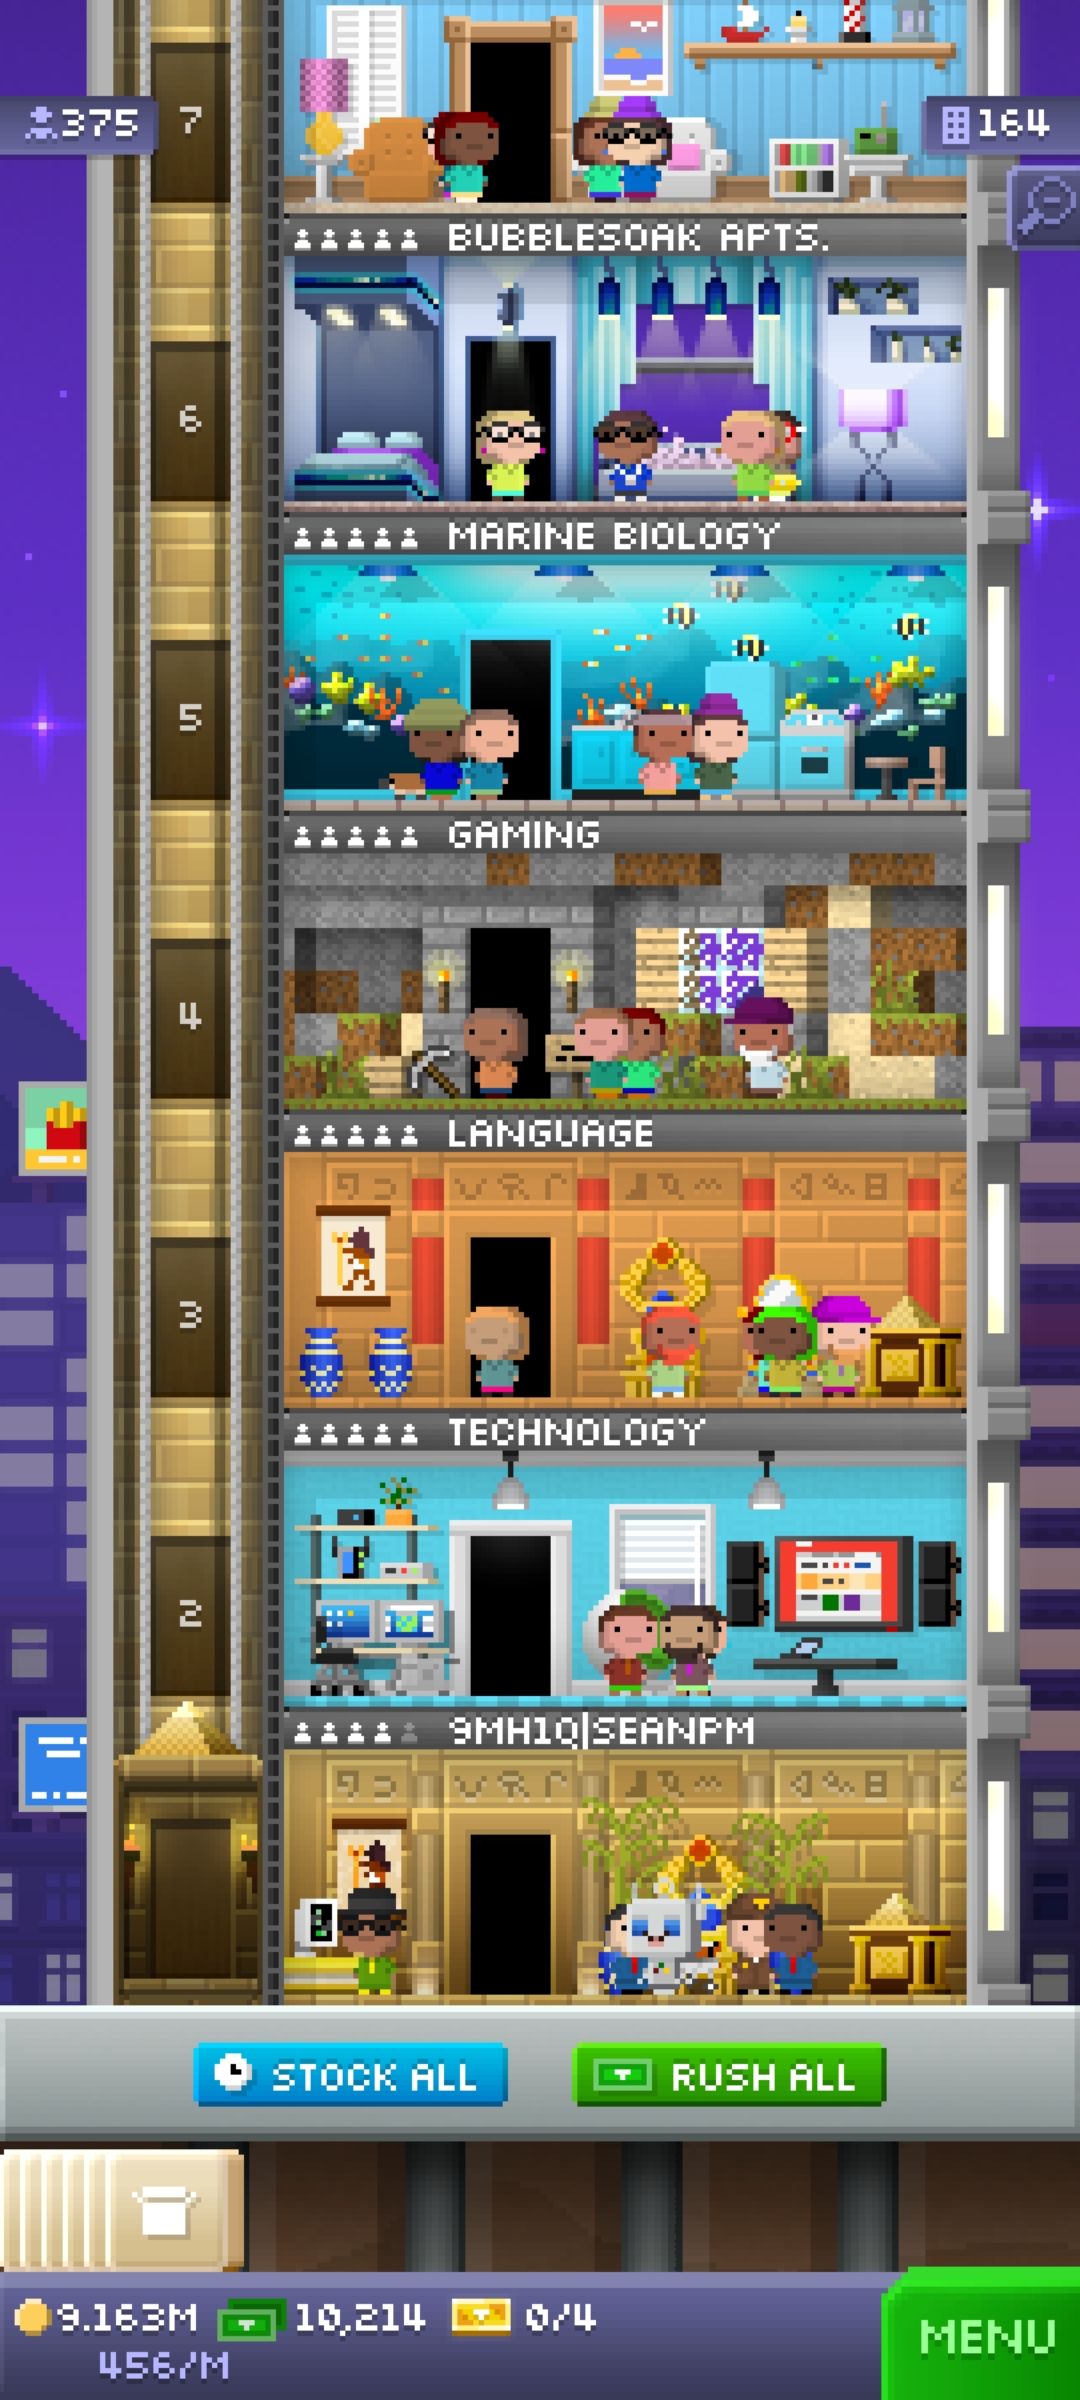 375
7
164
BUBBLESOAK APTS.
6
MARINE BIOLOGY
5
GAMING
4
LANGUAGE
3
TECHNOLOGY
2
9MH1Q|SEANPM
STOCK ALL
RUSH ALL
9.163M
10,214
0/4
456/M
MENU